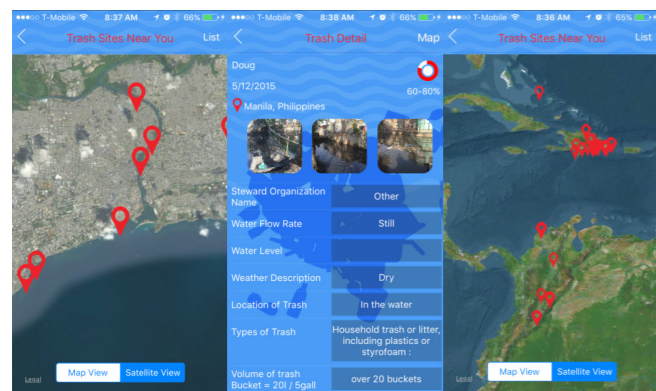 T-Mobile 8:37 AM 66%
Trash Sites Near You List
Legal
Map View Satellite View
T-Mobile 8:38 AM 66%
Trash Detail Map
Doug
5/12/2015
60-80%
Manila, Philippines
Steward Organization
Name
Other
Water Flow Rate Still
Water Level
Weather Description Dry
Location of Trash In the water
Types of Trash
Household trash or litter,
including plastics or
styrofoam :
Volume of trash
Bucket = 20l / 5gall
over 20 buckets
T-Mobile 8:36 AM 65%
Trash Sites Near You List
Legal
Map View Satellite View